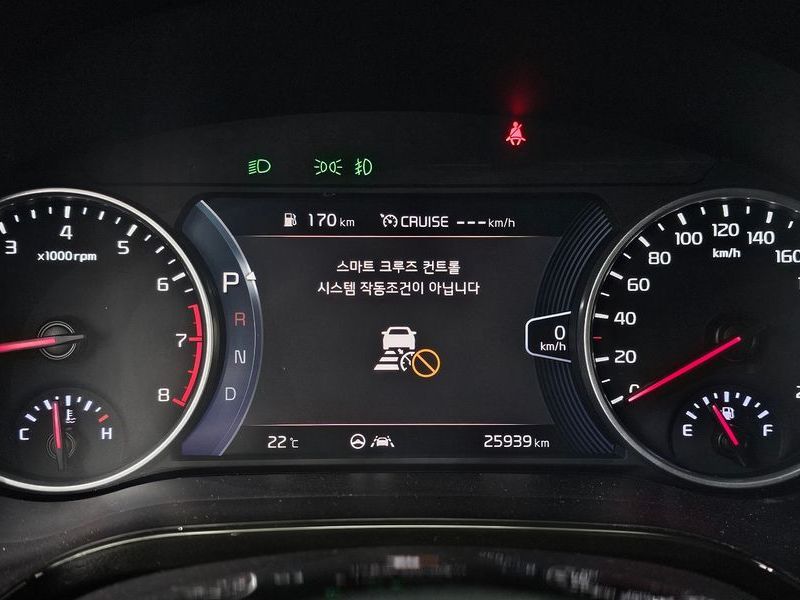 170 km CRUISE ---km/h
스마트 크루즈 컨트롤
시스템 작동조건이 아닙니다
P
R
N
D
22 ℃ 25939 km
3 4 5 6 7 8
x1000rpm
C H
0
km/h
0 20 40 60 80 100 120 140 160
km/h
E F